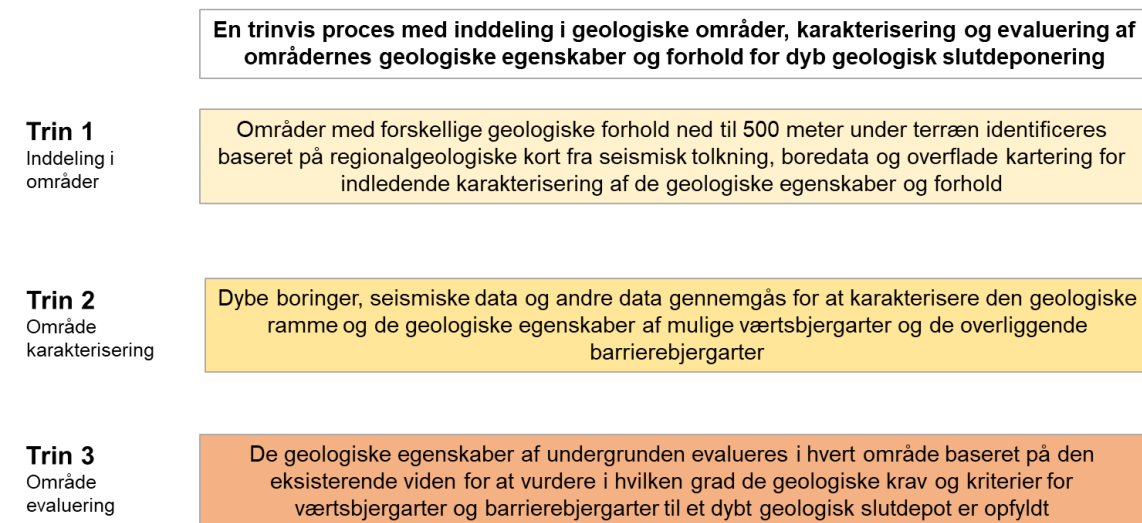 En trinvis proces med inddeling i geologiske områder, karakterisering og evaluering af
områdernes geologiske egenskaber og forhold for dyb geologisk slutdeponering
Trin 1
Inddeling i
områder
Områder med forskellige geologiske forhold ned til 500 meter under terræn identificeres
baseret på regionalgeologiske kort fra seismisk tolkning, boredata og overflade kartering for
indledende karakterisering af de geologiske egenskaber og forhold
Trin 2
Område
karakterisering
Dybe boringer, seismiske data og andre data gennemgås for at karakterisere den geologiske
ramme og de geologiske egenskaber af mulige værtsbjergarter og de overliggende
barrierebjergarter
Trin 3
Område
evaluering
De geologiske egenskaber af undergrunden evalueres i hvert område baseret på den
eksisterende viden for at vurdere i hvilken grad de geologiske krav og kriterier for
værtsbjergarter og barrierebjergarter til et dybt geologisk slutdepot er opfyldt